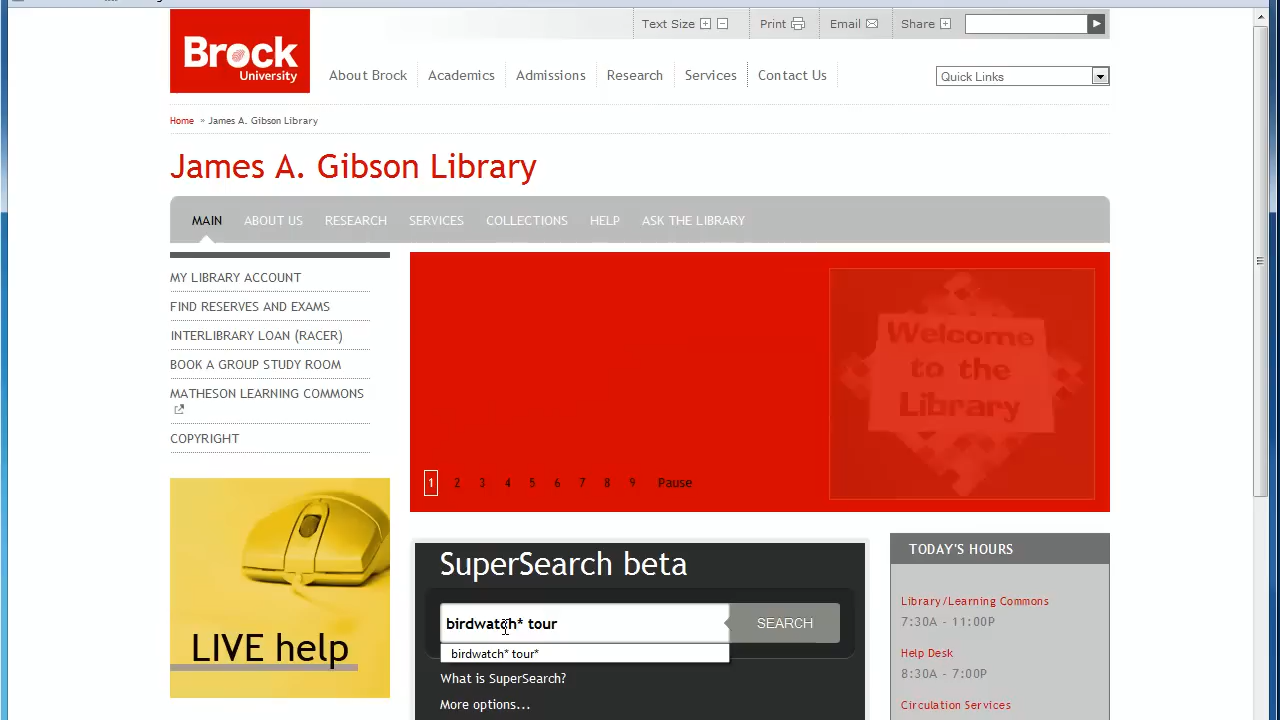 Text Size
Print
Email
Share
Brock
University
About Brock
Academics
Admissions
Research
Services
Contact Us
Quick Links
Home » James A. Gibson Library
James A. Gibson Library
MAIN
ABOUT US
RESEARCH
SERVICES
COLLECTIONS
HELP
ASK THE LIBRARY
MY LIBRARY ACCOUNT
FIND RESERVES AND EXAMS
INTERLIBRARY LOAN (RACER)
BOOK A GROUP STUDY ROOM
MATHESON LEARNING COMMONS
COPYRIGHT
LIVE help
Welcome
to the
Library
1 2 3 4 5 6 7 8 9 Pause
SuperSearch beta
birdwatch* tour
SEARCH
birdwatch* tour*
What is SuperSearch?
More options...
TODAY'S HOURS
Library/Learning Commons
7:30A - 11:00P
Help Desk
8:30A - 7:00P
Circulation Services